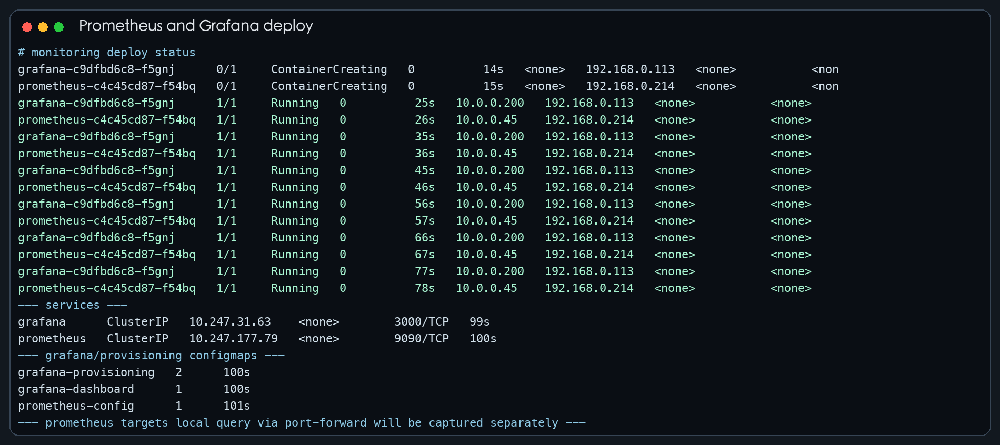 Prometheus and Grafana deploy
# monitoring deploy status
grafana-c9dfbd6c8-f5gnj      0/1     ContainerCreating   0          14s   <none>   192.168.0.113   <none>           <non
prometheus-c4c45cd87-f54bq   0/1     ContainerCreating   0          15s   <none>   192.168.0.214   <none>           <non
grafana-c9dfbd6c8-f5gnj      1/1     Running   0          25s   10.0.0.200   192.168.0.113   <none>           <none>
prometheus-c4c45cd87-f54bq   1/1     Running   0          26s   10.0.0.45    192.168.0.214   <none>           <none>
grafana-c9dfbd6c8-f5gnj      1/1     Running   0          35s   10.0.0.200   192.168.0.113   <none>           <none>
prometheus-c4c45cd87-f54bq   1/1     Running   0          36s   10.0.0.45    192.168.0.214   <none>           <none>
grafana-c9dfbd6c8-f5gnj      1/1     Running   0          45s   10.0.0.200   192.168.0.113   <none>           <none>
prometheus-c4c45cd87-f54bq   1/1     Running   0          46s   10.0.0.45    192.168.0.214   <none>           <none>
grafana-c9dfbd6c8-f5gnj      1/1     Running   0          56s   10.0.0.200   192.168.0.113   <none>           <none>
prometheus-c4c45cd87-f54bq   1/1     Running   0          57s   10.0.0.45    192.168.0.214   <none>           <none>
grafana-c9dfbd6c8-f5gnj      1/1     Running   0          66s   10.0.0.200   192.168.0.113   <none>           <none>
prometheus-c4c45cd87-f54bq   1/1     Running   0          67s   10.0.0.45    192.168.0.214   <none>           <none>
grafana-c9dfbd6c8-f5gnj      1/1     Running   0          77s   10.0.0.200   192.168.0.113   <none>           <none>
prometheus-c4c45cd87-f54bq   1/1     Running   0          78s   10.0.0.45    192.168.0.214   <none>           <none>
--- services ---
grafana      ClusterIP   10.247.31.63    <none>        3000/TCP   99s
prometheus   ClusterIP   10.247.177.79   <none>        9090/TCP   100s
--- grafana/provisioning configmaps ---
grafana-provisioning   2      100s
grafana-dashboard      1      100s
prometheus-config      1      101s
--- prometheus targets local query via port-forward will be captured separately ---